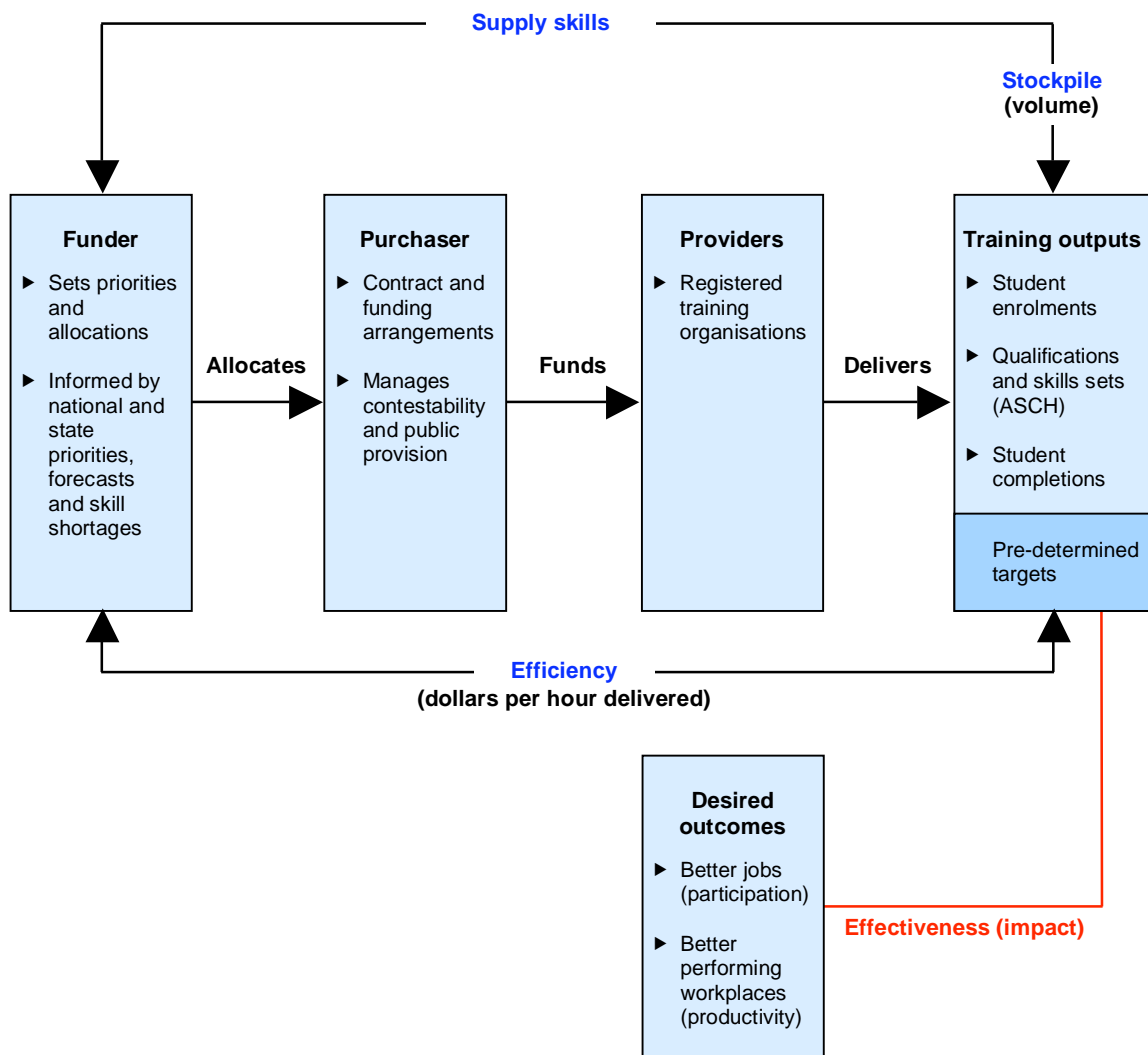 Supply skills
Stockpile
(volume)
Funder
Sets priorities
and
allocations
Informed by
national and
state
priorities,
forecasts
and skill
shortages
Allocates
Purchaser
Contract and
funding
arrangements
Manages
contestability
and public
provision
Funds
Providers
Registered
training
organisations
Delivers
Training outputs
Student
enrolments
Qualifications
and skills sets
(ASCH)
Student
completions
Pre-determined
targets
Efficiency
(dollars per hour delivered)
Desired
outcomes
Better jobs
(participation)
Better
performing
workplaces
(productivity)
Effectiveness (impact)